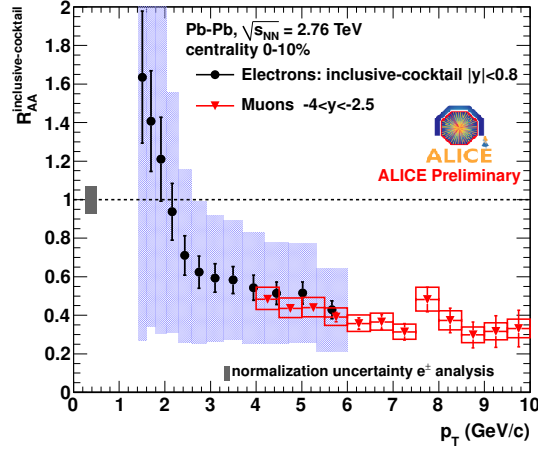 R_AA^inclusive-cocktail
2
1.8
1.6
1.4
1.2
1
0.8
0.6
0.4
0.2
0
Pb-Pb, √s_NN = 2.76 TeV
centrality 0-10%
Electrons: inclusive-cocktail |y|<0.8
Muons -4<y<-2.5
ALICE
ALICE Preliminary
normalization uncertainty e± analysis
0 1 2 3 4 5 6 7 8 9 10
p_T (GeV/c)